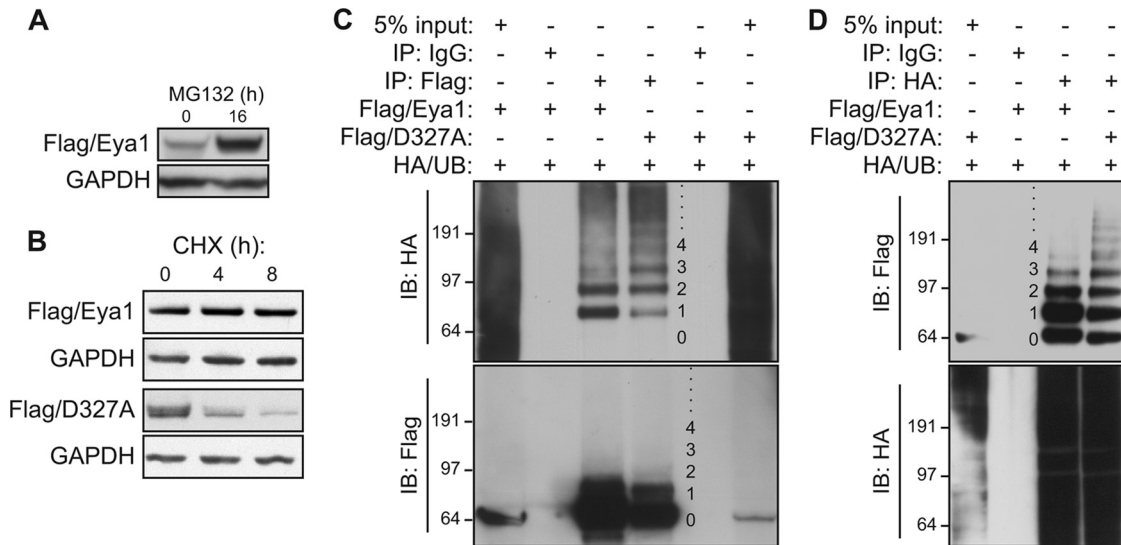 A
MG132 (h)
0 16
Flag/Eya1
GAPDH
B
CHX (h):
0 4 8
Flag/Eya1
GAPDH
Flag/D327A
GAPDH
C
5% input: + - - - - +
IP: IgG: - + - - + -
IP: Flag: - - + + - -
Flag/Eya1: + + + - - -
Flag/D327A: - - - + + +
HA/UB: + + + + + +
IB: HA
191
97
64
4
3
2
1
0
IB: Flag
191
97
64
4
3
2
1
0
D
5% input: + - - -
IP: IgG: - + - -
IP: HA: - - + +
Flag/Eya1: - + + -
Flag/D327A: + - - +
HA/UB: + + + +
IB: Flag
191
97
64
4
3
2
1
0
IB: HA
191
97
64